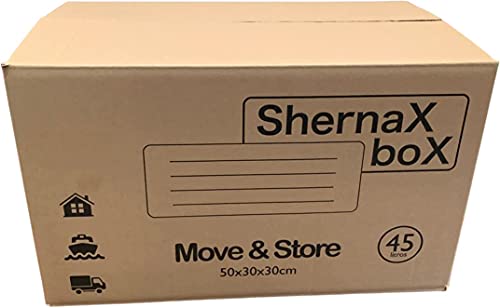 ShernaX
boX
Move & Store
50x30x30cm
45
litros